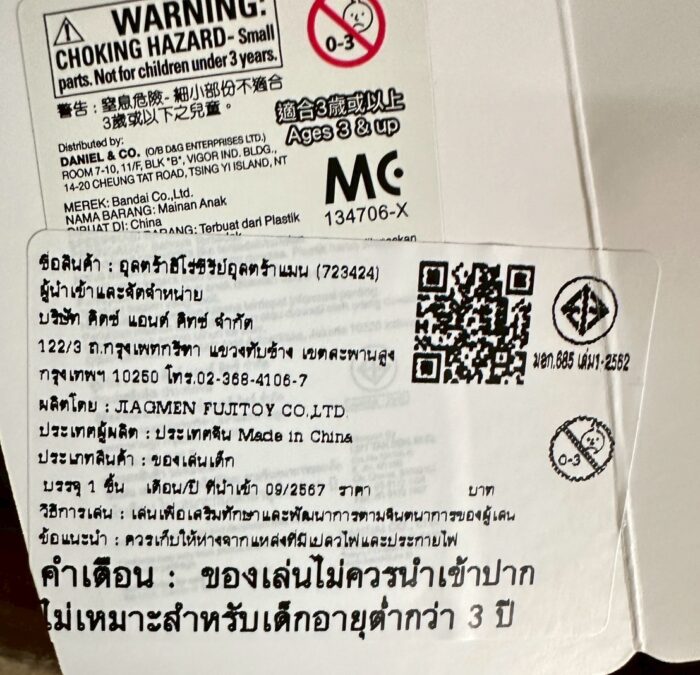 WARNING:
CHOKING HAZARD- Small
parts. Not for children under 3 years.
0-3
警告：窒息危險- 細小部份不適合
3歲或以下之兒童。
適合3歲或以上
Ages 3 & up
Distributed by:
DANIEL & CO. (O/B D&G ENTERPRISES LTD.)
ROOM 7-10, 11/F, BLK "B", VIGOR IND. BLDG.,
14-20 CHEUNG TAT ROAD, TSING YI ISLAND, NT
MC
134706-X
MEREK: Bandai Co.,Ltd.
NAMA BARANG: Mainan Anak
DIBUAT DI: China
BARANG: Terbuat dari Plastik
ชื่อสินค้า : อุลตร้าฮีโร่ซีรีย์อุลตร้าแมน (723424)
ผู้นำเข้าและจัดจำหน่าย
บริษัท คิดซ์ แอนด์ คิทซ์ จำกัด
122/3 ถ.กรุงเทพกรีฑา แขวงทับช้าง เขตสะพานสูง
กรุงเทพฯ 10250 โทร.02-368-4106-7
มอก.685 เล่ม1-2562
ผลิตโดย : JIAGMEN FUJITOY CO.,LTD.
ประเทศผู้ผลิต : ประเทศจีน Made in China
ประเภทสินค้า : ของเล่นเด็ก
0-3
บรรจุ 1 ชิ้น เดือน/ปี ที่นำเข้า 09/2567 ราคา บาท
วิธีการเล่น : เล่นเพื่อเสริมทักษะและพัฒนาการตามจินตนาการของผู้เล่น
ข้อแนะนำ : ควรเก็บให้ห่างจากแหล่งที่มีเปลวไฟและประกายไฟ
คำเตือน : ของเล่นไม่ควรนำเข้าปาก
ไม่เหมาะสำหรับเด็กอายุต่ำกว่า 3 ปี